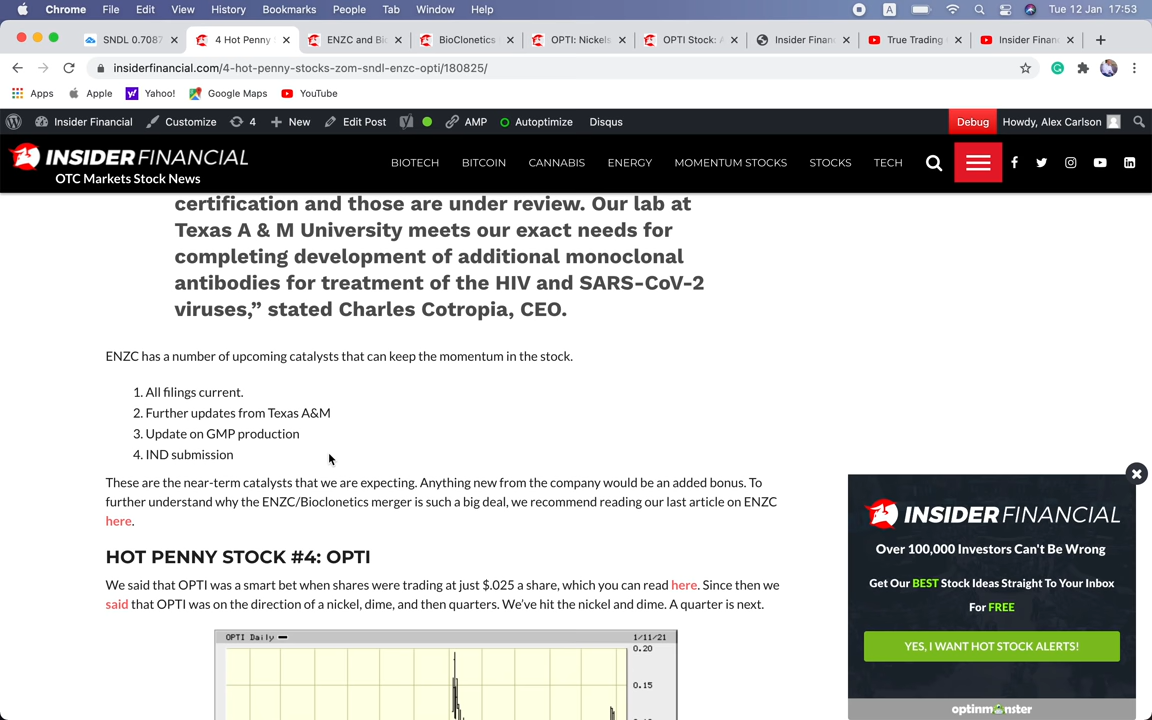 Chrome File Edit View History Bookmarks People Tab Window Help A Tue 12 Jan 17:53
SNDL 0.7087 4 Hot Penny ENZC and Bi BioClonetics OPTI: Nickels OPTI Stock: A Insider Finan True Trading Insider Finan
insiderfinancial.com/4-hot-penny-stocks-zom-sndl-enzc-opti/180825/
Apps Apple Yahoo! Google Maps YouTube
Insider Financial Customize 4 New Edit Post AMP Autoptimize Disqus Debug Howdy, Alex Carlson
INSIDERFINANCIAL
OTC Markets Stock News
BIOTECH BITCOIN CANNABIS ENERGY MOMENTUM STOCKS STOCKS TECH
certification and those are under review. Our lab at
Texas A & M University meets our exact needs for
completing development of additional monoclonal
antibodies for treatment of the HIV and SARS-CoV-2
viruses,” stated Charles Cotropia, CEO.
ENZC has a number of upcoming catalysts that can keep the momentum in the stock.
1. All filings current.
2. Further updates from Texas A&M
3. Update on GMP production
4. IND submission
These are the near-term catalysts that we are expecting. Anything new from the company would be an added bonus. To
further understand why the ENZC/Bioclonetics merger is such a big deal, we recommend reading our last article on ENZC
here.
HOT PENNY STOCK #4: OPTI
We said that OPTI was a smart bet when shares were trading at just $.025 a share, which you can read here. Since then we
said that OPTI was on the direction of a nickel, dime, and then quarters. We’ve hit the nickel and dime. A quarter is next.
OPTI Daily 1/11/21
0.20
0.15
INSIDERFINANCIAL
Over 100,000 Investors Can't Be Wrong
Get Our BEST Stock Ideas Straight To Your Inbox
For FREE
YES, I WANT HOT STOCK ALERTS!
optinmonster